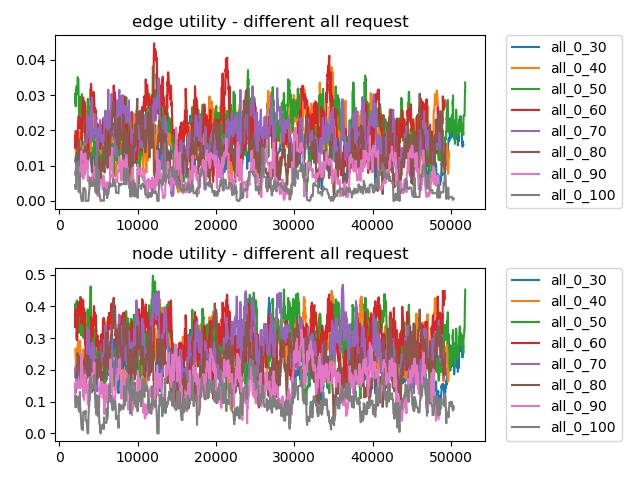 edge utility - different all request
0.04
0.03
0.02
0.01
0.00
0 10000 20000 30000 40000 50000
all_0_30
all_0_40
all_0_50
all_0_60
all_0_70
all_0_80
all_0_90
all_0_100
node utility - different all request
0.5
0.4
0.3
0.2
0.1
0.0
0 10000 20000 30000 40000 50000
all_0_30
all_0_40
all_0_50
all_0_60
all_0_70
all_0_80
all_0_90
all_0_100